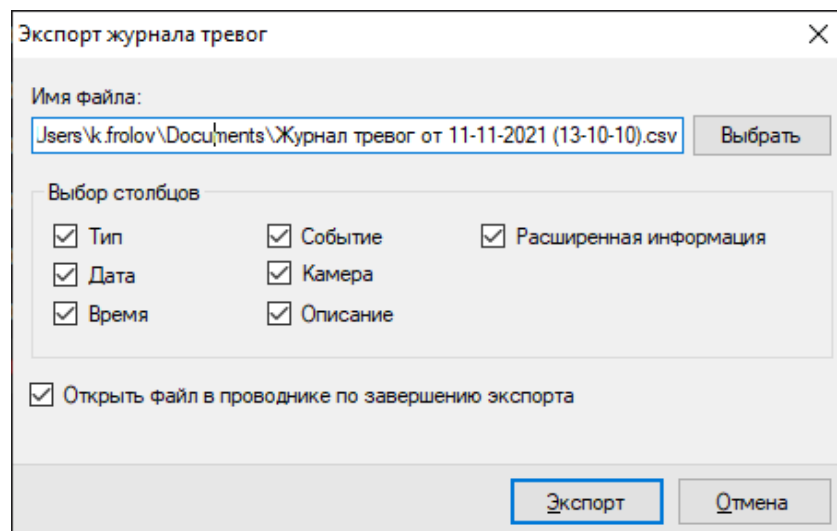 Экспорт журнала тревог
Имя файла:
Users\k.frolov\Documents\Журнал тревог от 11-11-2021 (13-10-10).csv Выбрать
Выбор столбцов
Тип Событие Расширенная информация
Дата Камера
Время Описание
Открыть файл в проводнике по завершению экспорта
Экспорт Отмена